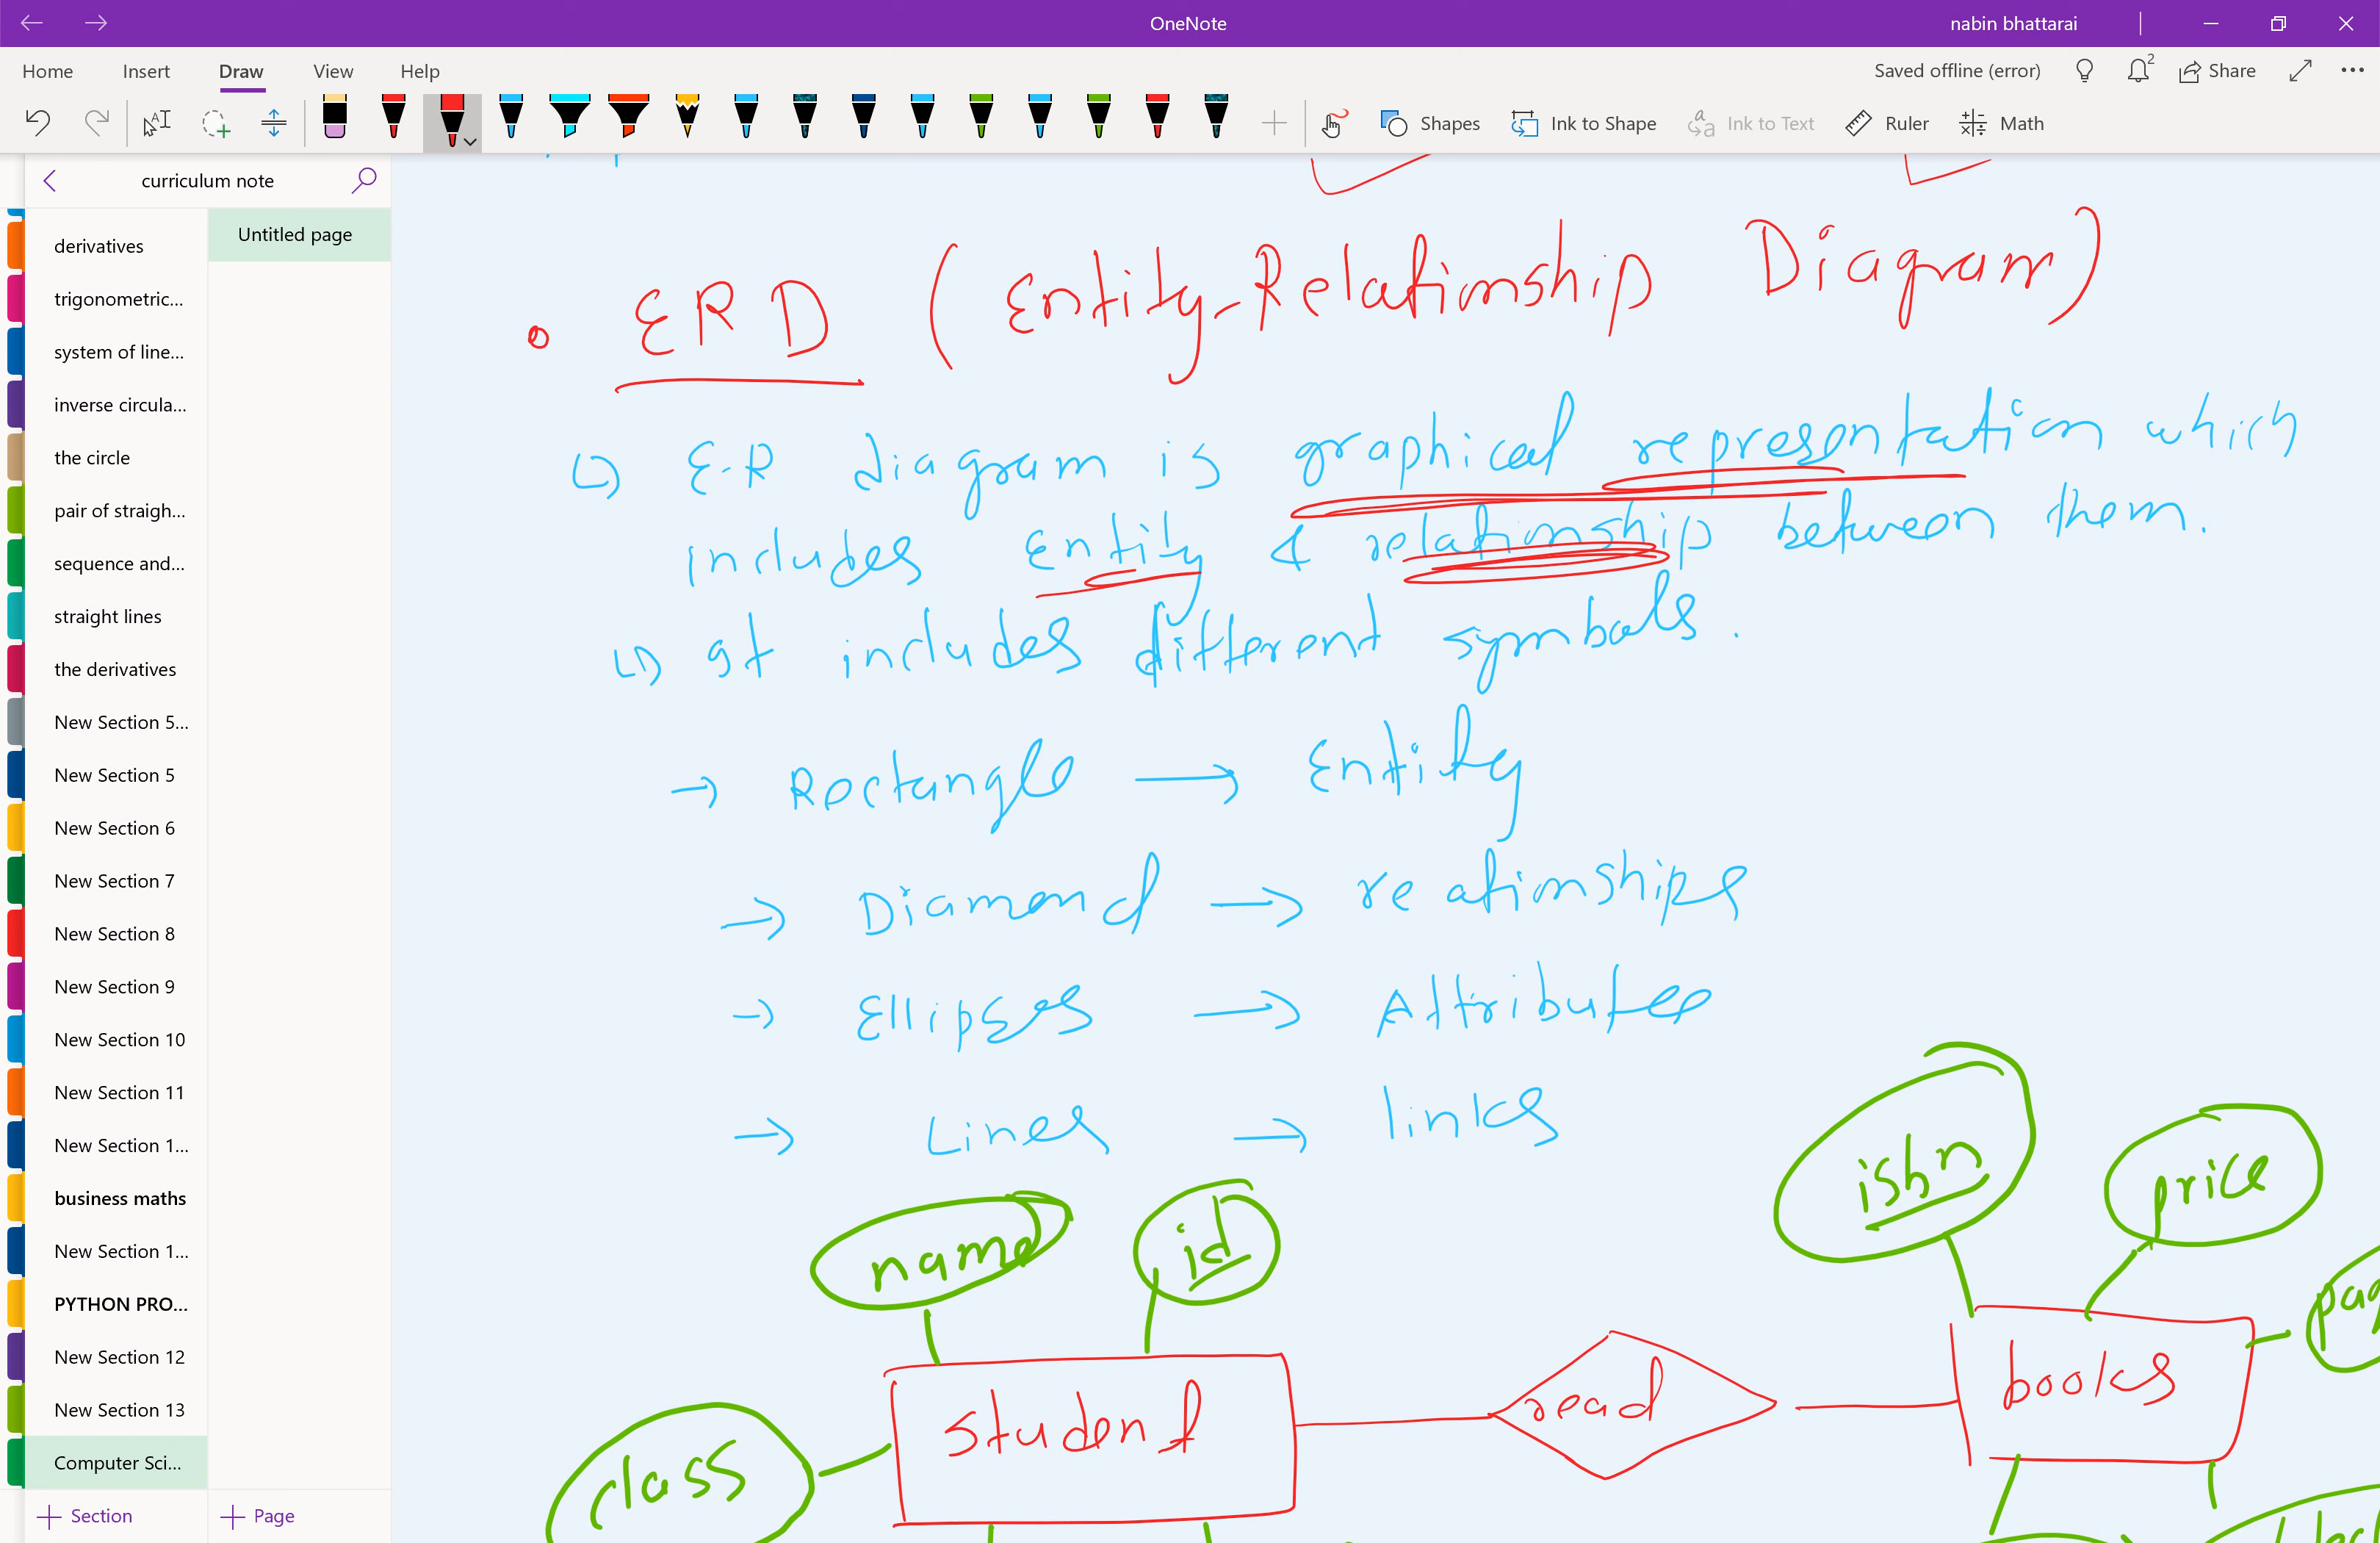 OneNote
nabin bhattarai
Home Insert Draw View Help
Saved offline (error) 2 Share
Shapes Ink to Shape Ink to Text Ruler Math
curriculum note
Untitled page
derivatives
trigonometric...
system of line...
inverse circula...
the circle
pair of straigh...
sequence and...
straight lines
the derivatives
New Section 5...
New Section 5
New Section 6
New Section 7
New Section 8
New Section 9
New Section 10
New Section 11
New Section 1...
business maths
New Section 1...
PYTHON PRO...
New Section 12
New Section 13
Computer Sci...
Section
Page
ERD (Entity-Relationship Diagram)
E-R diagram is graphical representation which
includes Entity & relationship between them.
It includes different symbols.
→ Rectangle → Entity
→ Diamond → re ationships
→ Ellipses → Attributes
→ Lines → links
name id isbn price
class student read books